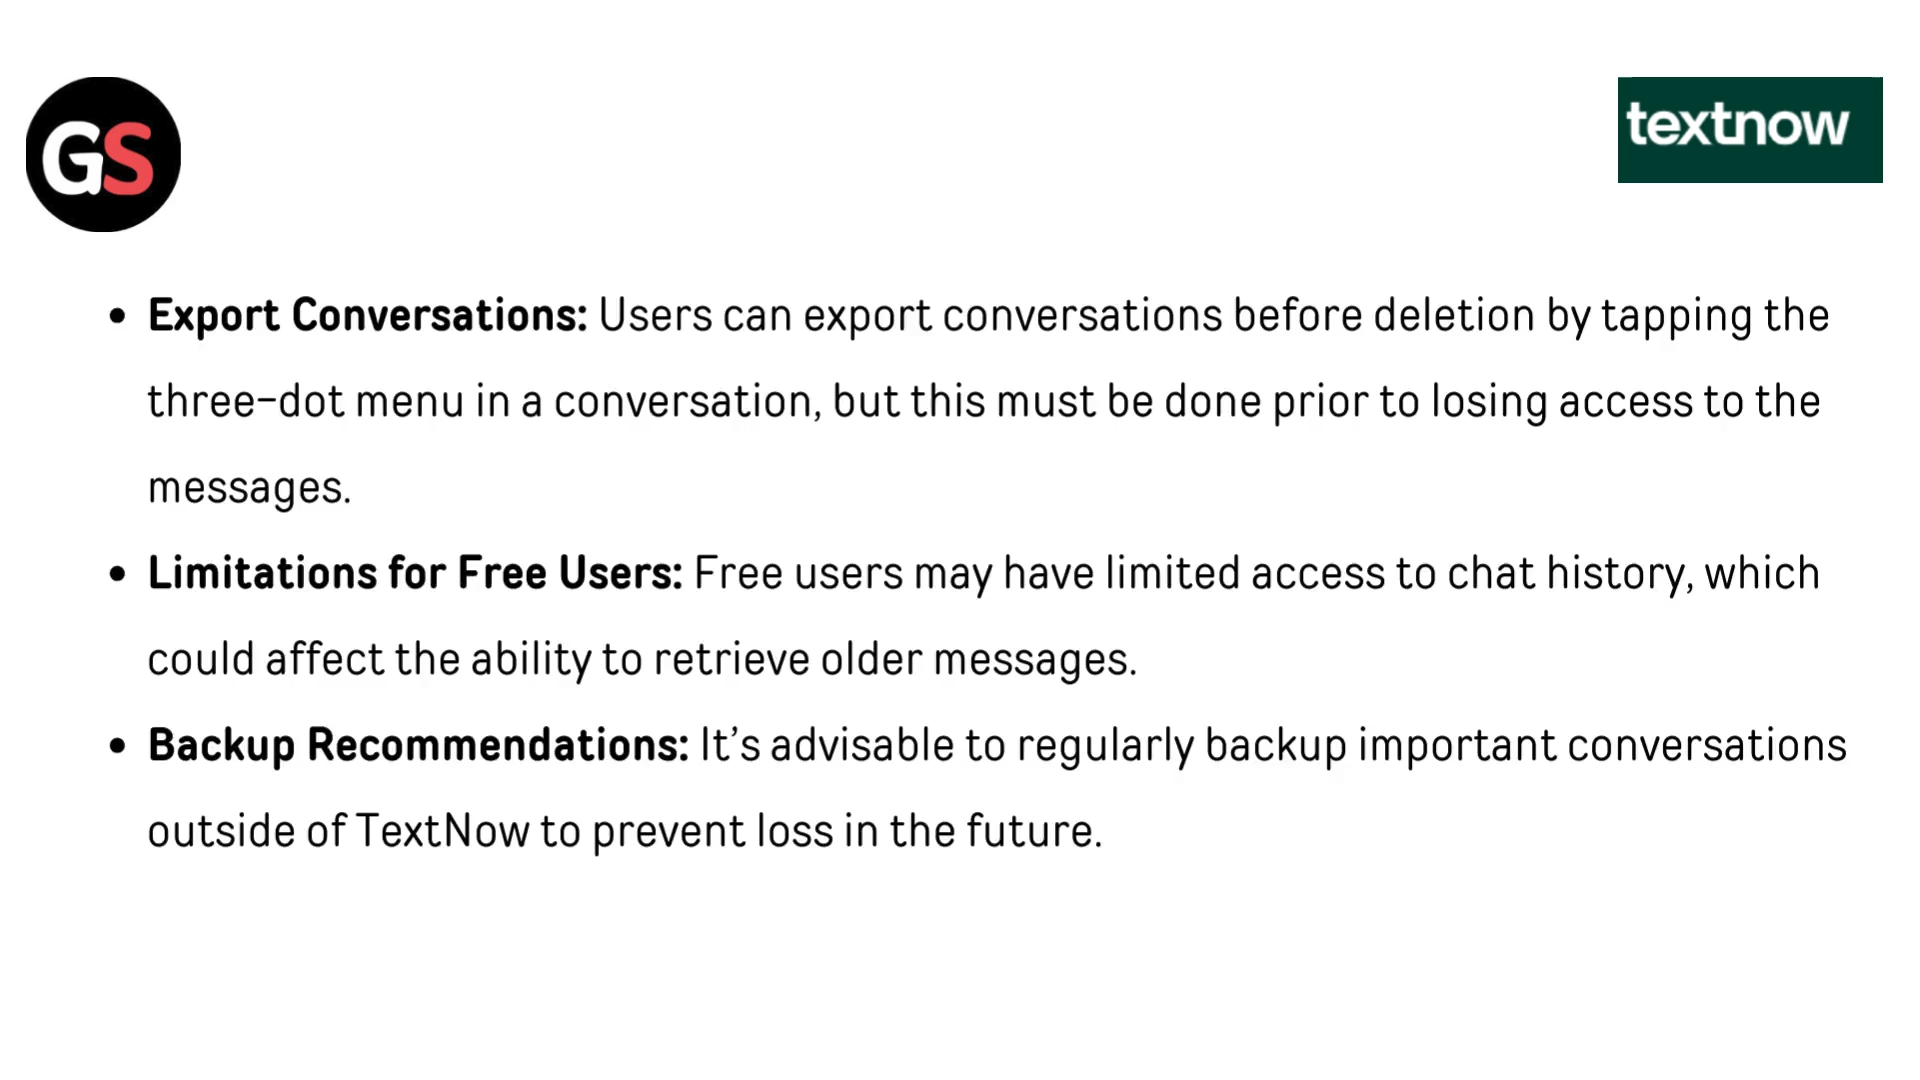 GS
textnow
• Export Conversations: Users can export conversations before deletion by tapping the
three-dot menu in a conversation, but this must be done prior to losing access to the
messages.
• Limitations for Free Users: Free users may have limited access to chat history, which
could affect the ability to retrieve older messages.
• Backup Recommendations: It’s advisable to regularly backup important conversations
outside of TextNow to prevent loss in the future.